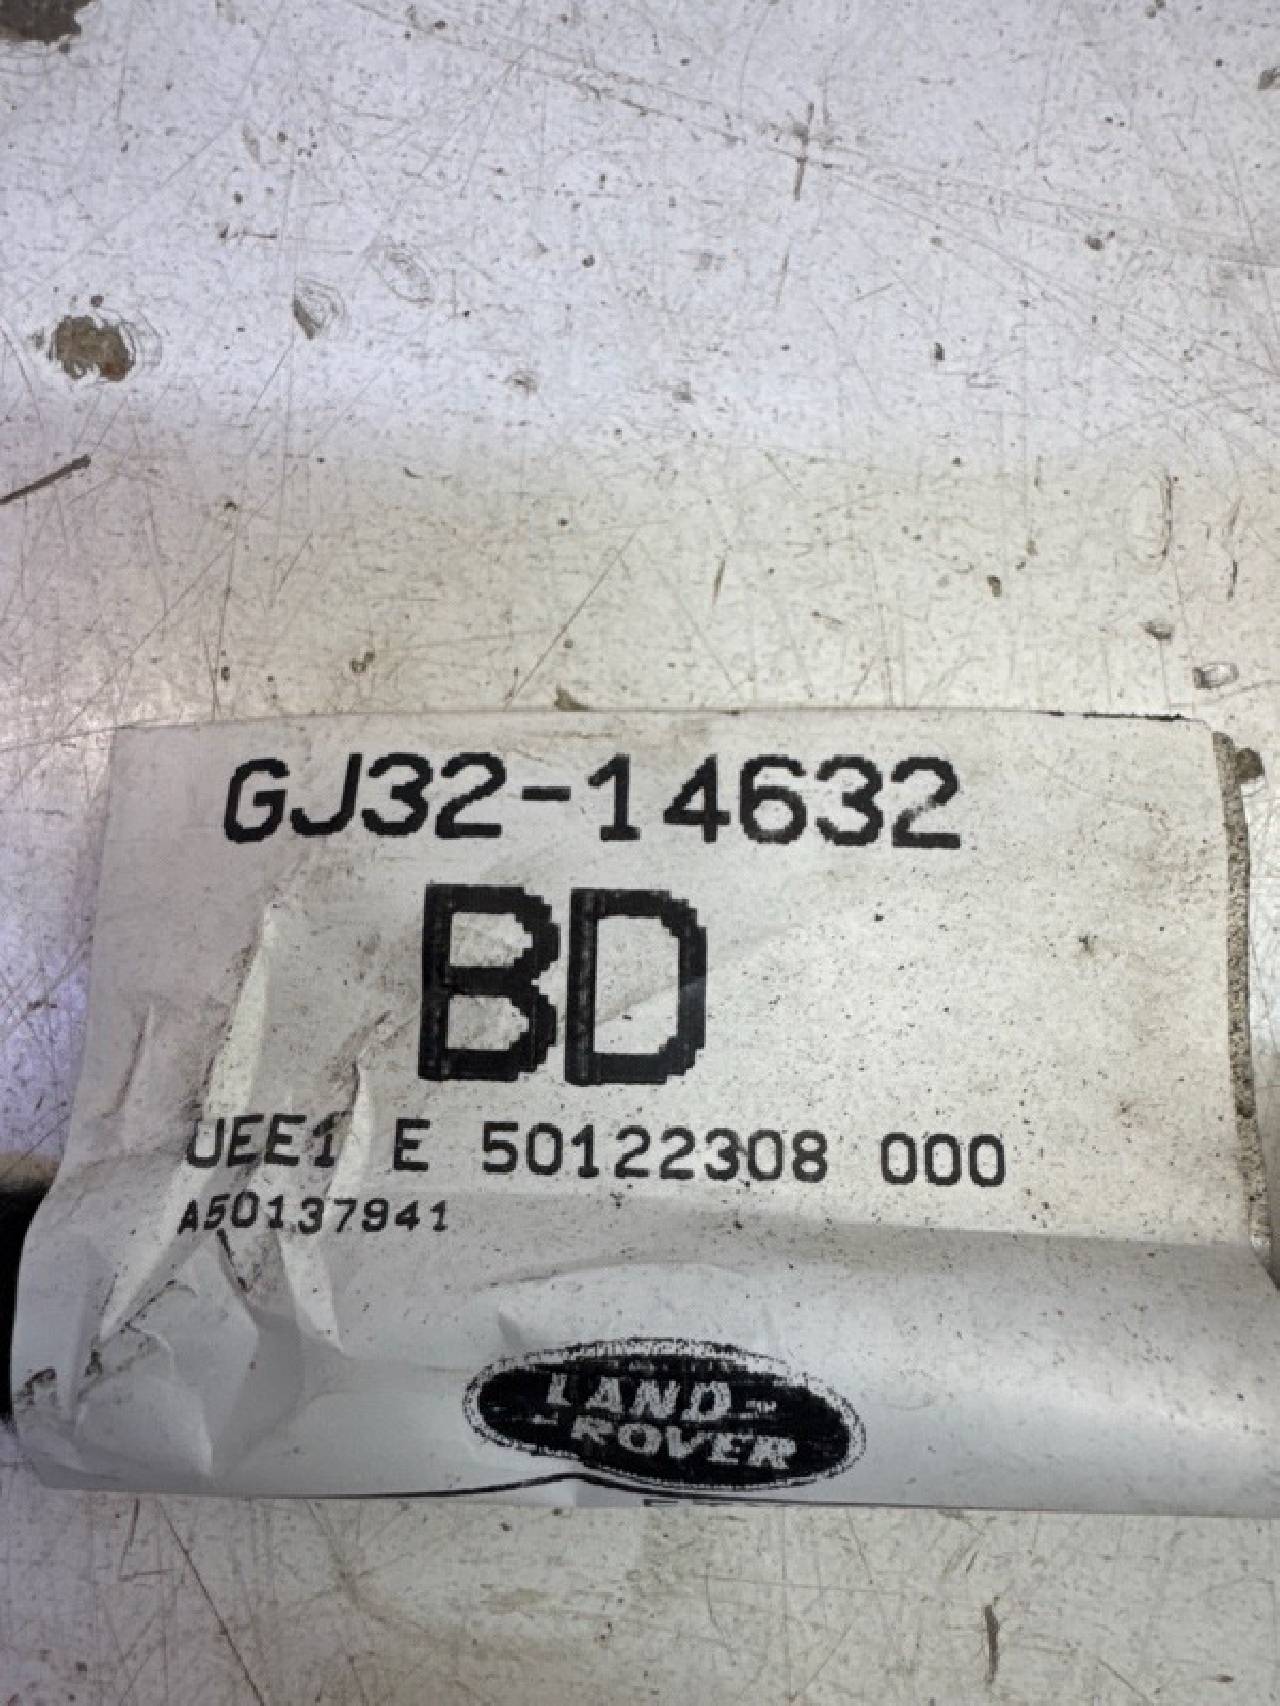 GJ32-14632
BD
UEE1 E 50122308 000
A50137941
LAND
ROVER